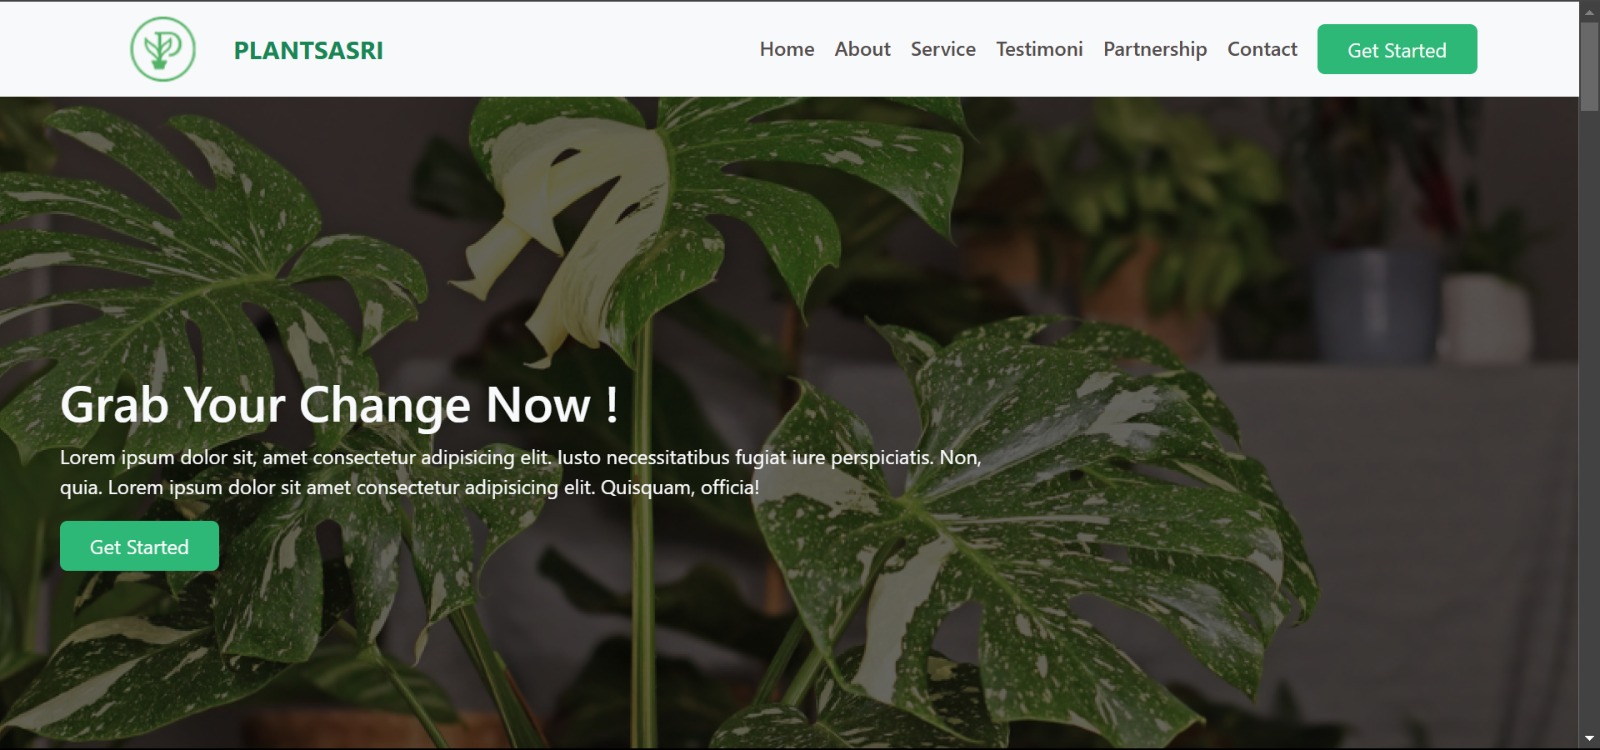 PLANTSASRI
Home About Service Testimoni Partnership Contact Get Started
Grab Your Change Now !
Lorem ipsum dolor sit, amet consectetur adipisicing elit. Iusto necessitatibus fugiat iure perspiciatis. Non,
quia. Lorem ipsum dolor sit amet consectetur adipisicing elit. Quisquam, officia!
Get Started